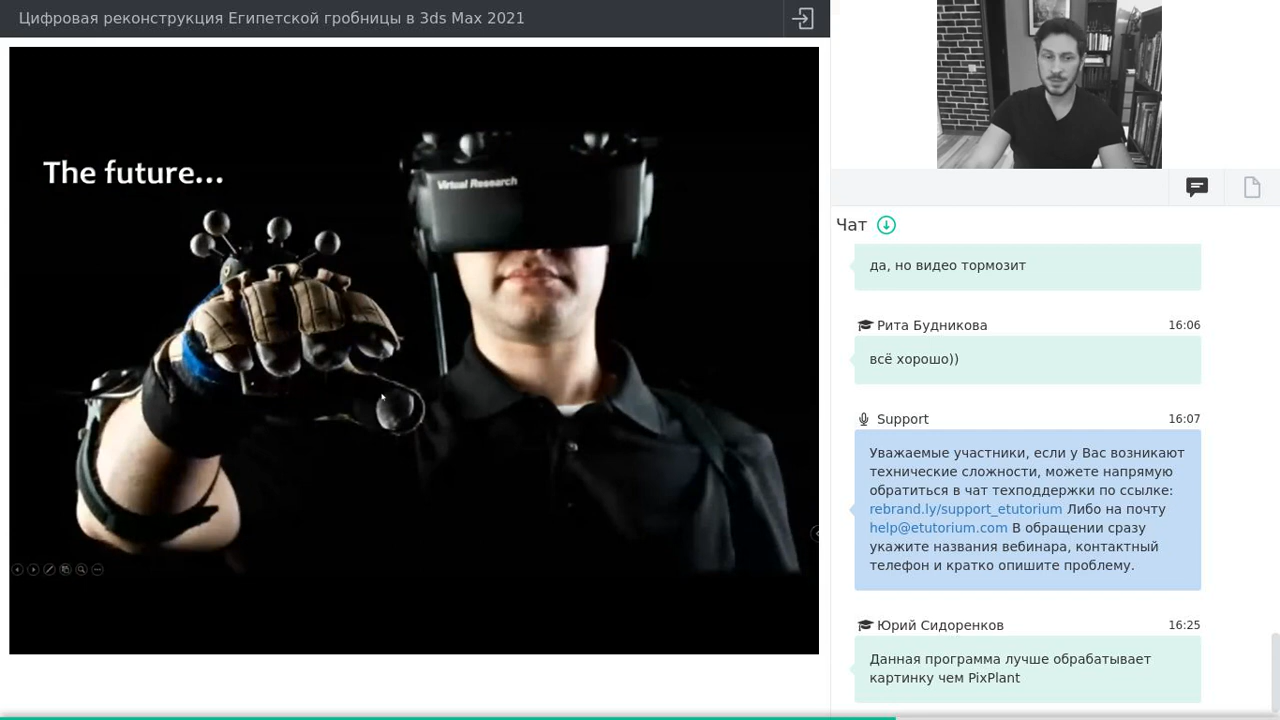 Цифровая реконструкция Египетской гробницы в 3ds Max 2021
The future...
Virtual Research
Чат
да, но видео тормозит
Рита Будникова 16:06
всё хорошо))
Support 16:07
Уважаемые участники, если у Вас возникают
технические сложности, можете напрямую
обратиться в чат техподдержки по ссылке:
rebrand.ly/support_etutorium Либо на почту
help@etutorium.com В обращении сразу
укажите названия вебинара, контактный
телефон и кратко опишите проблему.
Юрий Сидоренков 16:25
Данная программа лучше обрабатывает
картинку чем PixPlant